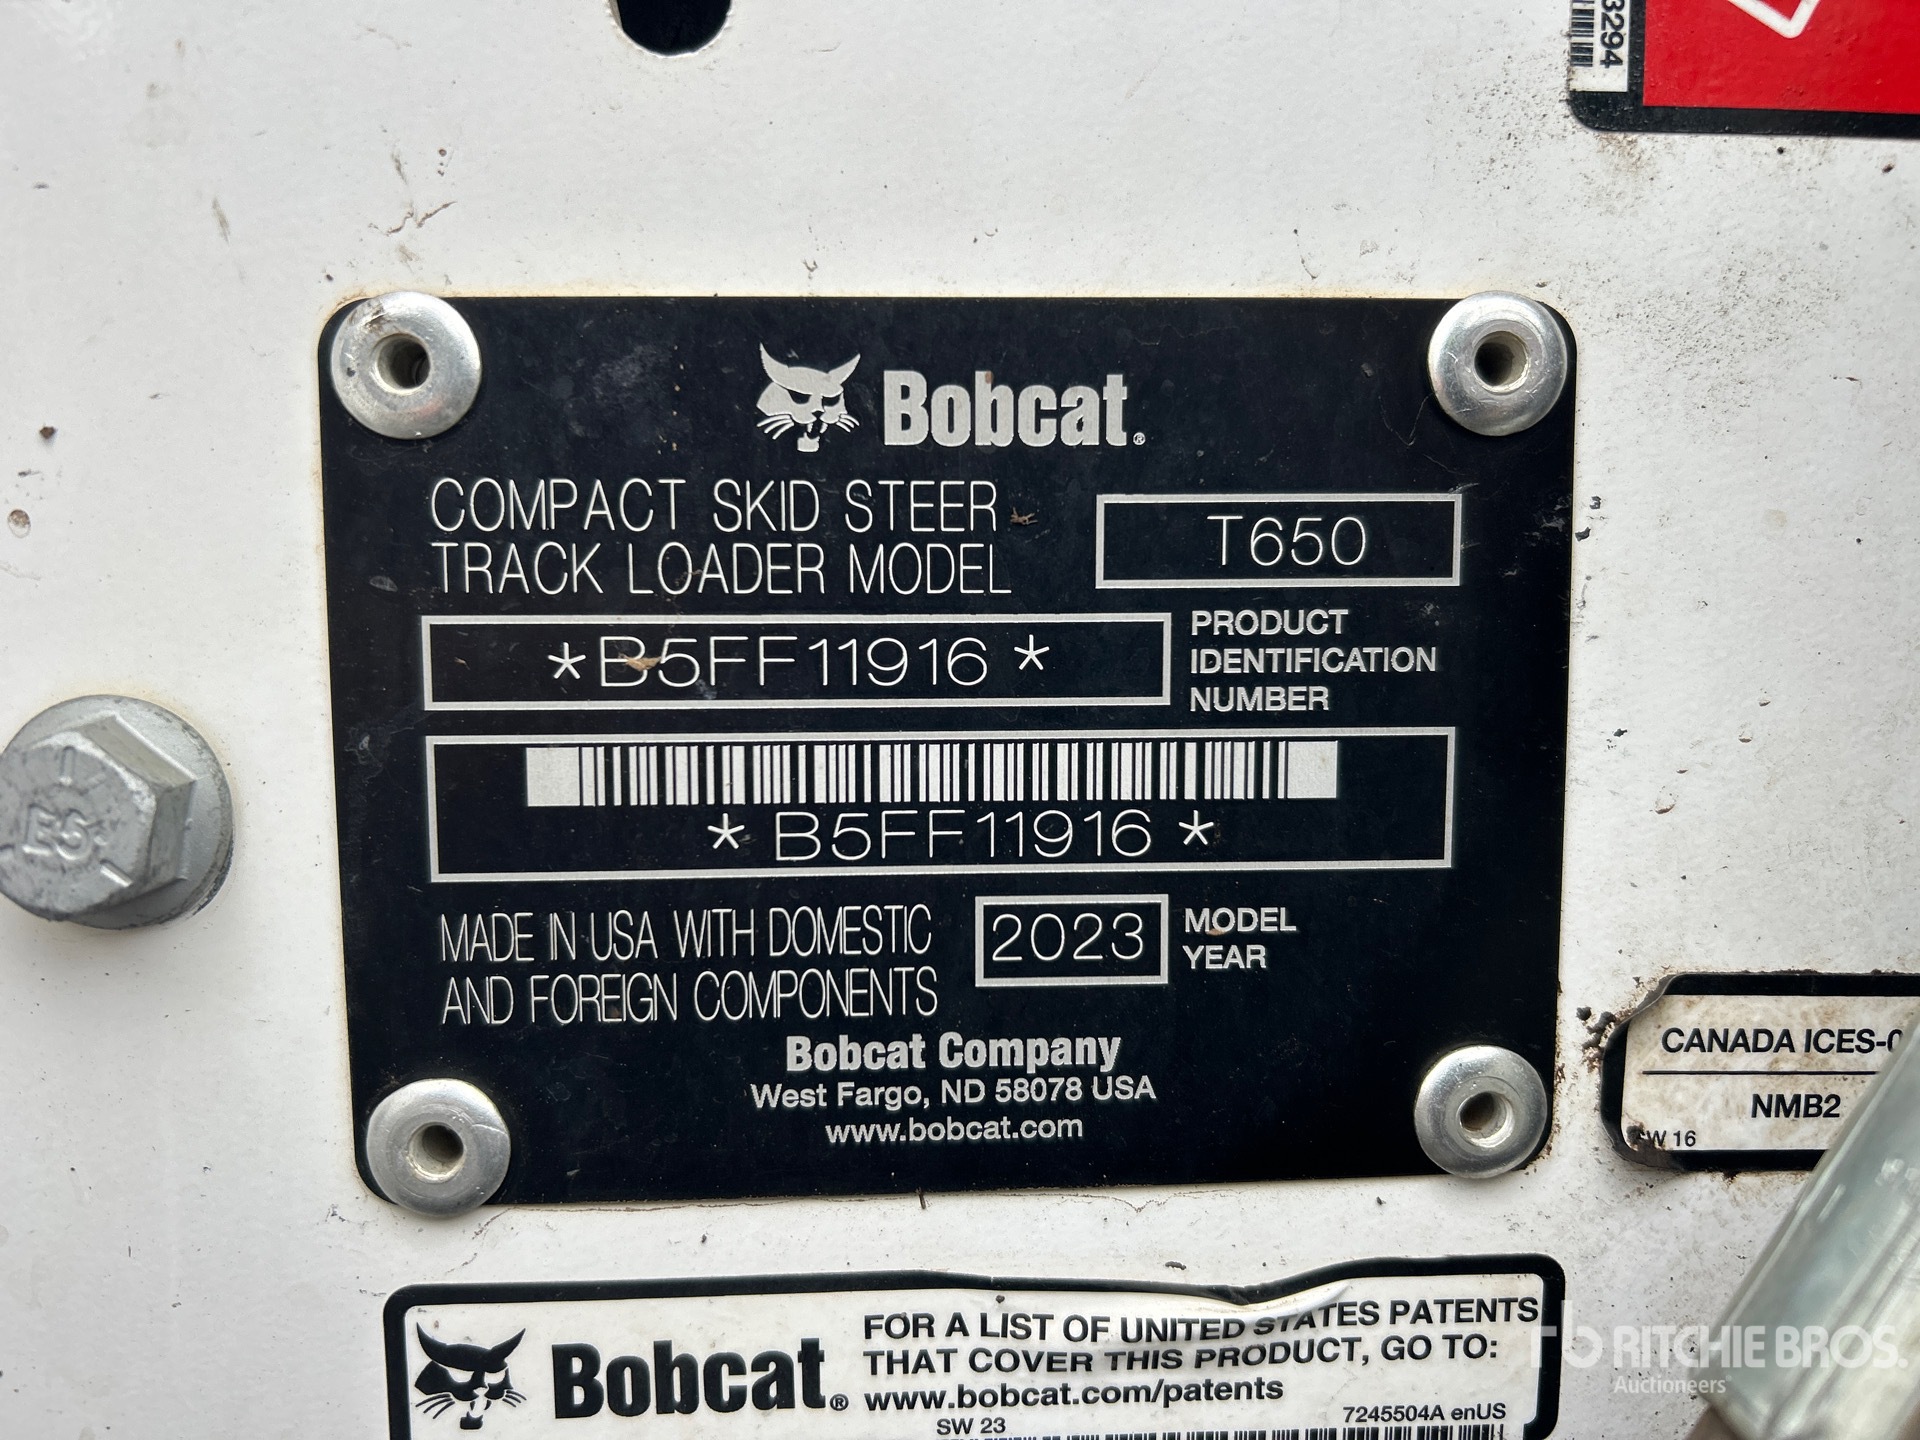 3294
Bobcat®
COMPACT SKID STEER
TRACK LOADER MODEL
T650
*B5FF11916*
PRODUCT
IDENTIFICATION
NUMBER
*B5FF11916*
MADE IN USA WITH DOMESTIC
AND FOREIGN COMPONENTS
2023
MODEL
YEAR
Bobcat Company
West Fargo, ND 58078 USA
www.bobcat.com
E6
CANADA ICES-0
NMB2
SW 16
Bobcat®
FOR A LIST OF UNITED STATES PATENTS
THAT COVER THIS PRODUCT, GO TO:
www.bobcat.com/patents
SW 23
7245504A enUS
rb RITCHIE BROS.
Auctioneers